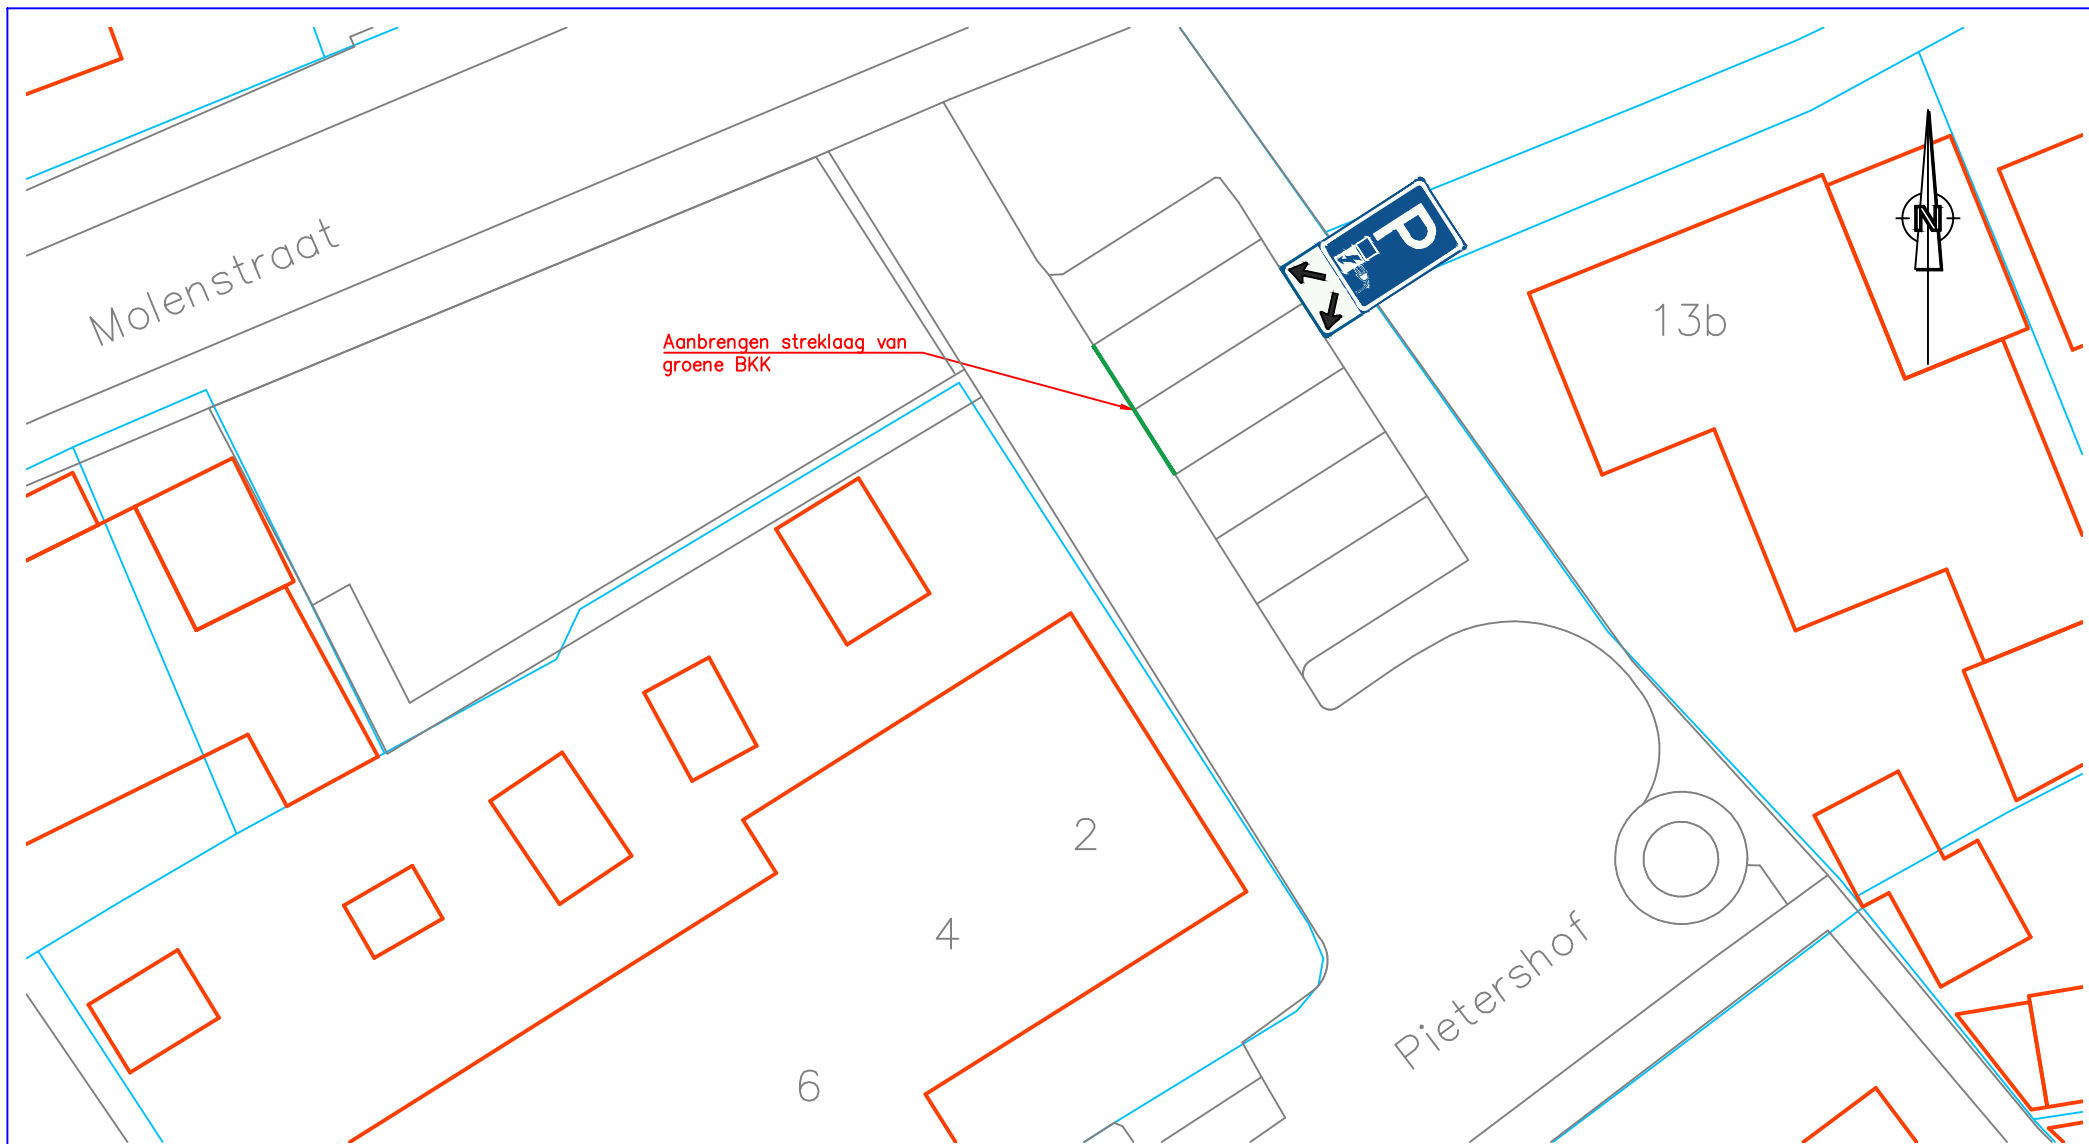 Molenstraat
Aanbrengen streklaag van
groene BKK
P
N
13b
2
4
6
Pietershof